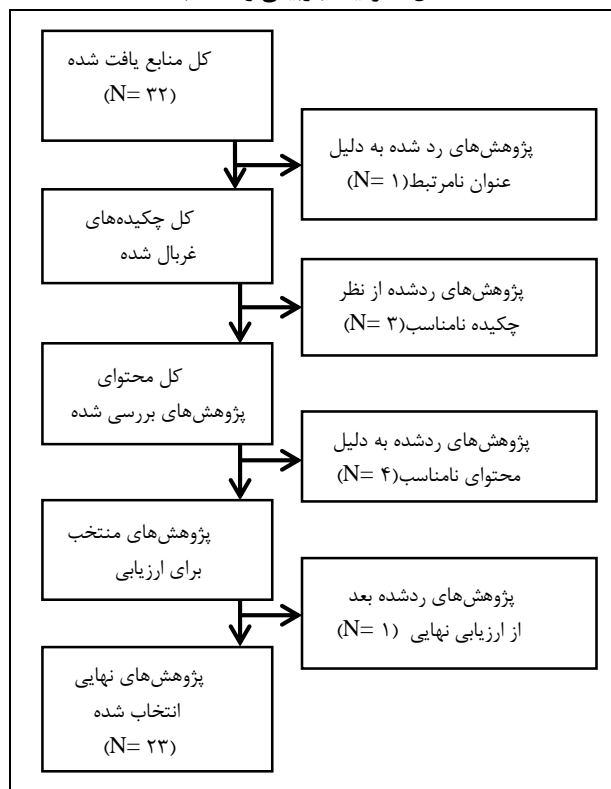 کل منابع یافت شده
(N= ۳۲)
پژوهش‌های رد شده به دلیل
عنوان نامرتبط(N= ۱)
کل چکیده‌های
غربال شده
پژوهش‌های ردشده از نظر
چکیده نامناسب(N= ۳)
کل محتوای
پژوهش‌های بررسی شده
پژوهش‌های ردشده به دلیل
محتوای نامناسب(N= ۴)
پژوهش‌های منتخب
برای ارزیابی
پژوهش‌های ردشده بعد
از ارزیابی نهایی (N= ۱)
پژوهش‌های نهایی
انتخاب شده
(N= ۲۳)